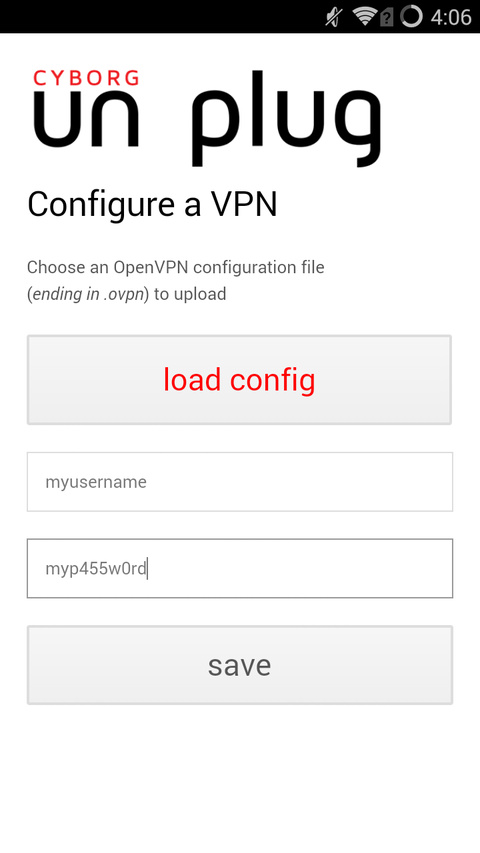 4:06
CYBORG
un plug
Configure a VPN
Choose an OpenVPN configuration file
(ending in .ovpn) to upload
load config
myusername
myp455w0rd
save